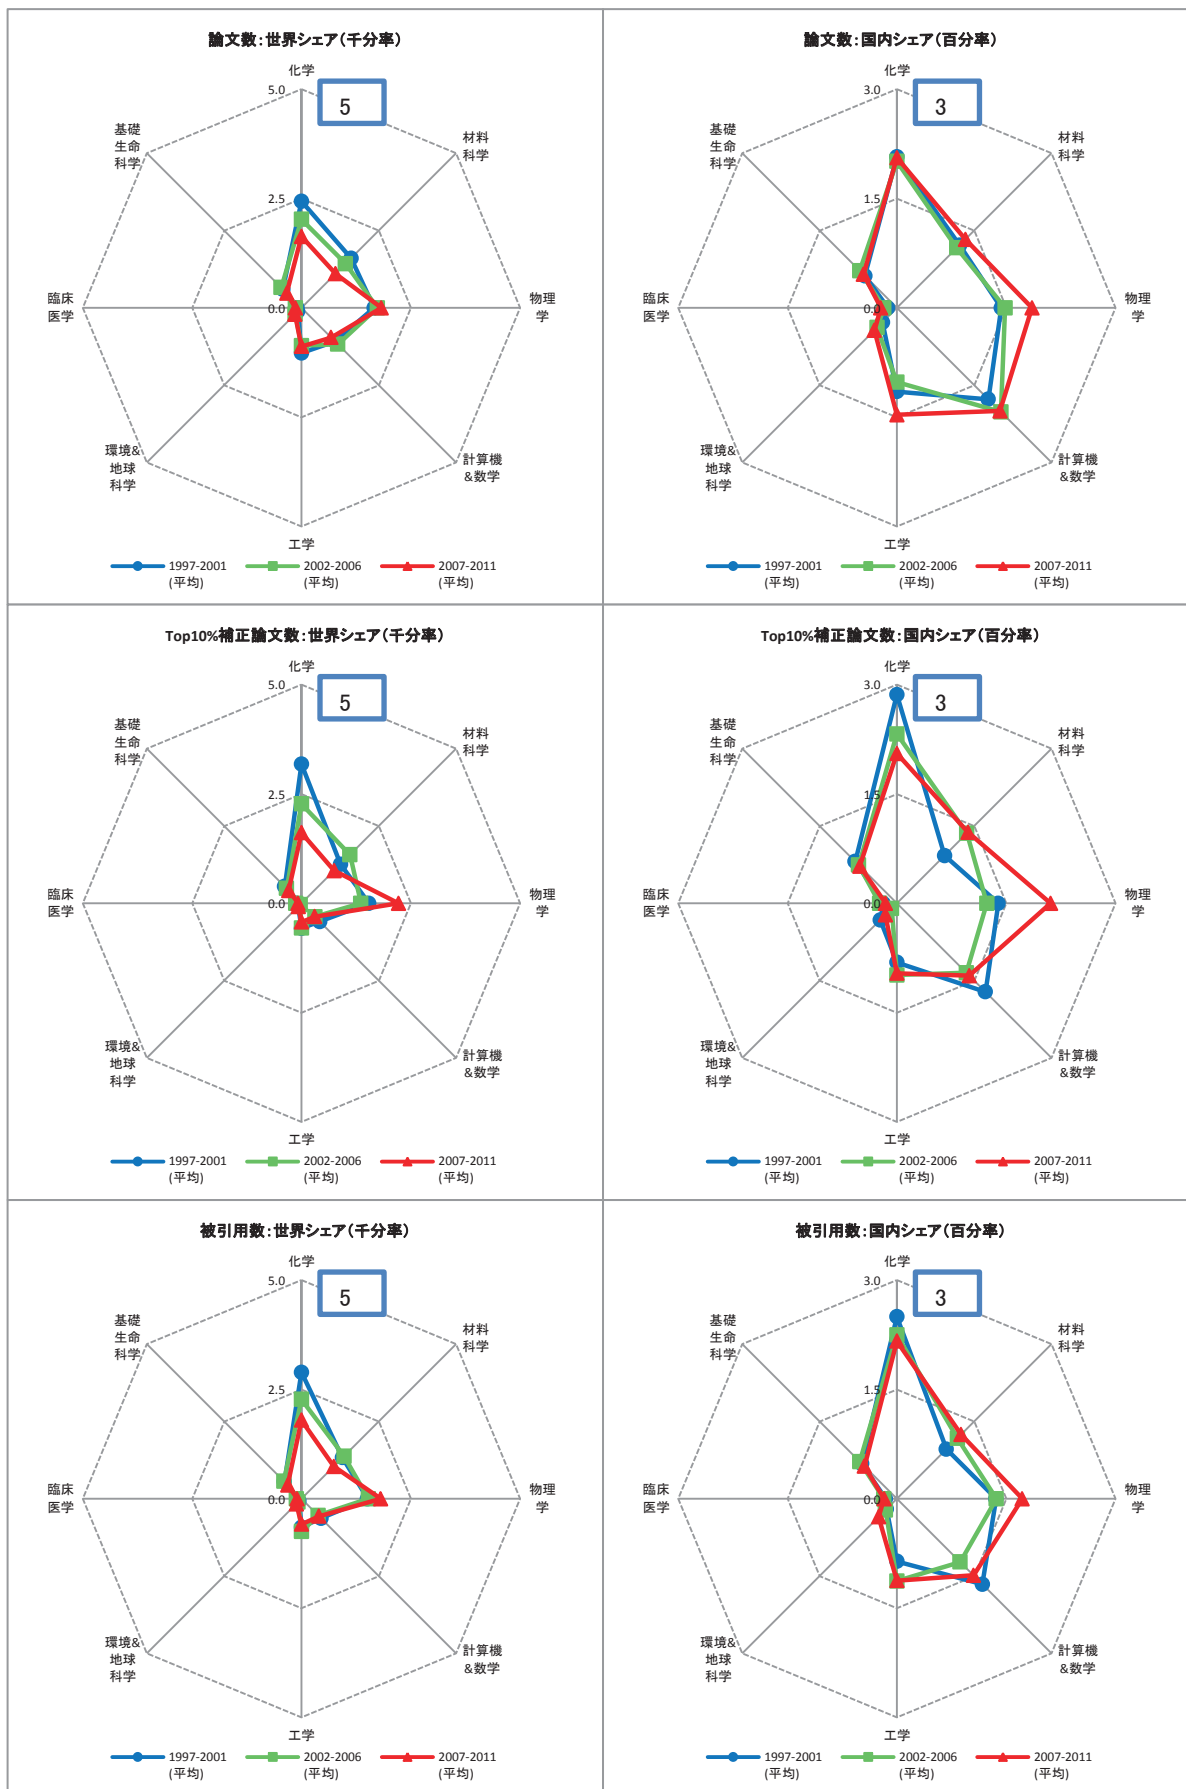 論文数：世界シェア（千分率）
化学
5.0
5
基礎
生命
科学
材料
科学
2.5
臨床
医学
0.0
物理
学
環境&
地球
科学
計算機
&数学
工学
1997-2001
(平均)
2002-2006
(平均)
2007-2011
(平均)
論文数：国内シェア（百分率）
化学
3.0
3
基礎
生命
科学
材料
科学
1.5
臨床
医学
0.0
物理
学
環境&
地球
科学
計算機
&数学
工学
1997-2001
(平均)
2002-2006
(平均)
2007-2011
(平均)
Top10%補正論文数：世界シェア（千分率）
化学
5.0
5
基礎
生命
科学
材料
科学
2.5
臨床
医学
0.0
物理
学
環境&
地球
科学
計算機
&数学
工学
1997-2001
(平均)
2002-2006
(平均)
2007-2011
(平均)
Top10%補正論文数：国内シェア（百分率）
化学
3.0
3
基礎
生命
科学
材料
科学
1.5
臨床
医学
0.0
物理
学
環境&
地球
科学
計算機
&数学
工学
1997-2001
(平均)
2002-2006
(平均)
2007-2011
(平均)
被引用数：世界シェア（千分率）
化学
5.0
5
基礎
生命
科学
材料
科学
2.5
臨床
医学
0.0
物理
学
環境&
地球
科学
計算機
&数学
工学
1997-2001
(平均)
2002-2006
(平均)
2007-2011
(平均)
被引用数：国内シェア（百分率）
化学
3.0
3
基礎
生命
科学
材料
科学
1.5
臨床
医学
0.0
物理
学
環境&
地球
科学
計算機
&数学
工学
1997-2001
(平均)
2002-2006
(平均)
2007-2011
(平均)